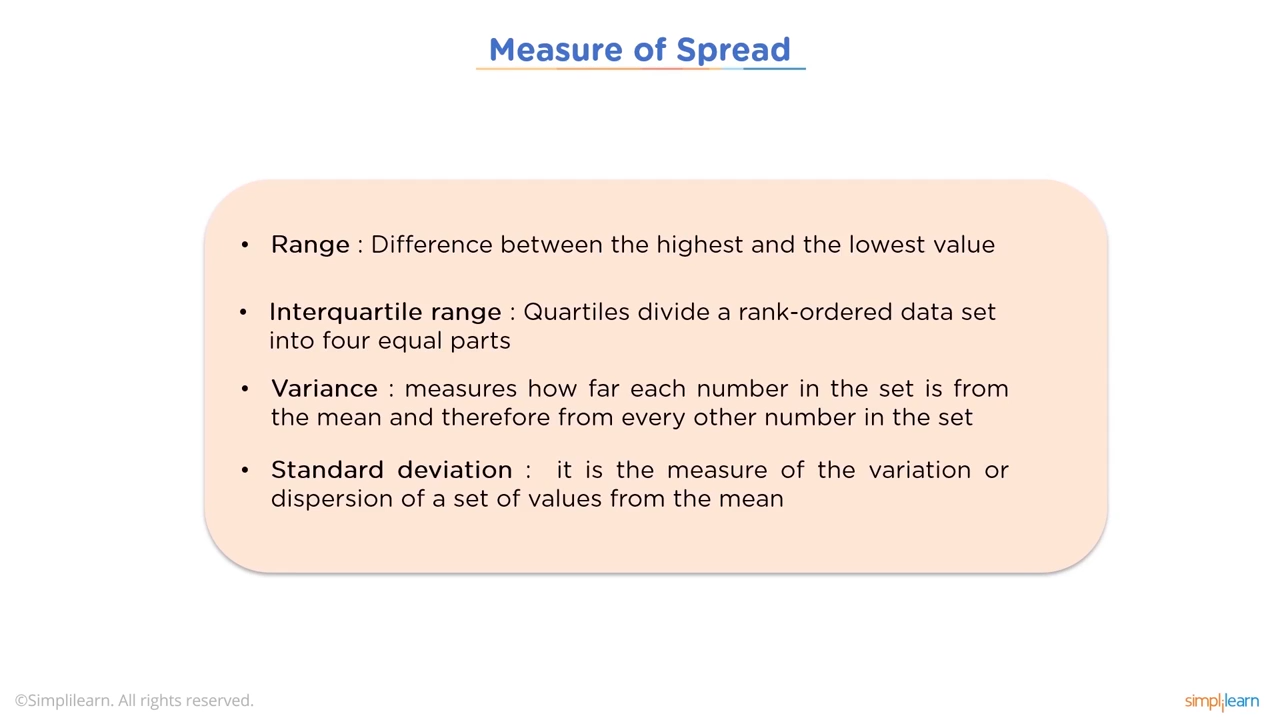 Measure of Spread
• Range : Difference between the highest and the lowest value
• Interquartile range : Quartiles divide a rank-ordered data set
into four equal parts
• Variance : measures how far each number in the set is from
the mean and therefore from every other number in the set
• Standard deviation : it is the measure of the variation or
dispersion of a set of values from the mean
©Simplilearn. All rights reserved.
simplilearn